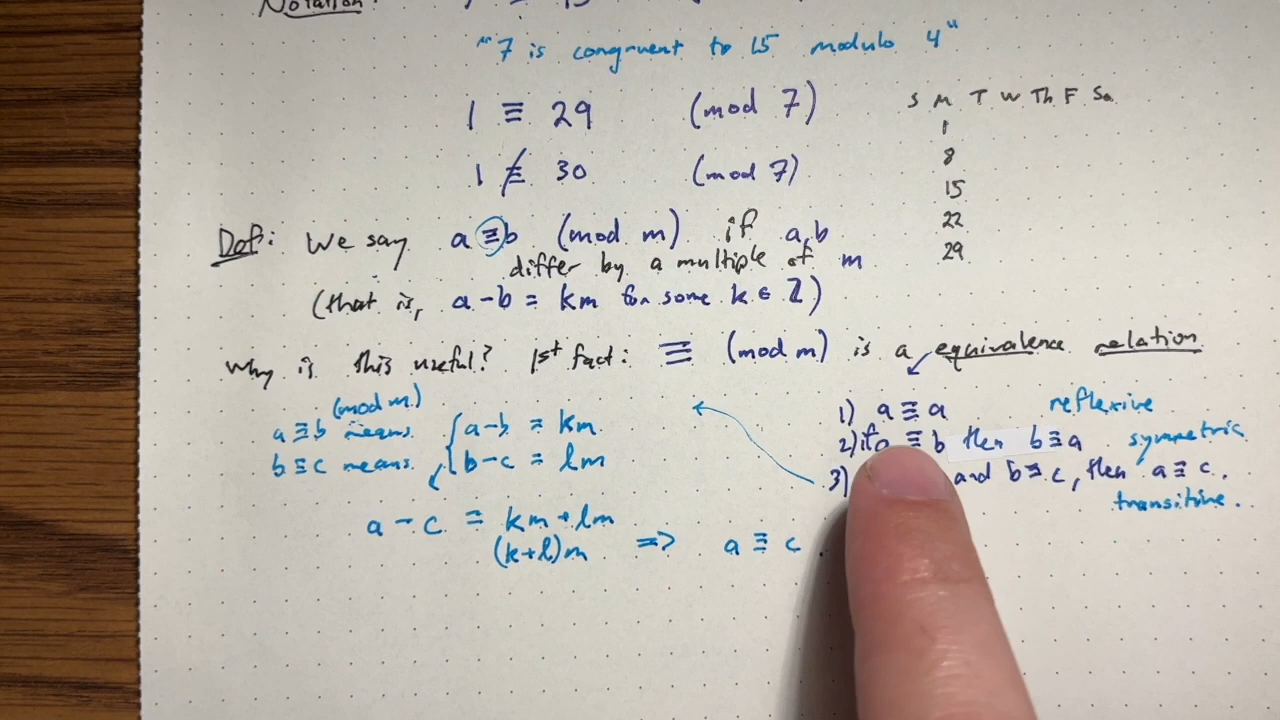 Notation:
"7 is congruent to 15 modulo 4"
1 ≡ 29 (mod 7)
1 ≢ 30 (mod 7)
S M T W Th F Sa
1
8
15
22
29
Def: We say a ≡ b (mod m) if a,b
differ by a multiple of m
(that is, a-b = km for some k ∈ ℤ)
Why is this useful? 1st fact: ≡ (mod m) is a equivalence relation
(mod m)
a ≡ b means a-b = km
b ≡ c means b-c = lm
a - c = km + lm
(k+l)m => a ≡ c
1) a ≡ a reflexive
2) if a ≡ b then b ≡ a symmetric
3) and b ≡ c, then a ≡ c.
transitive.